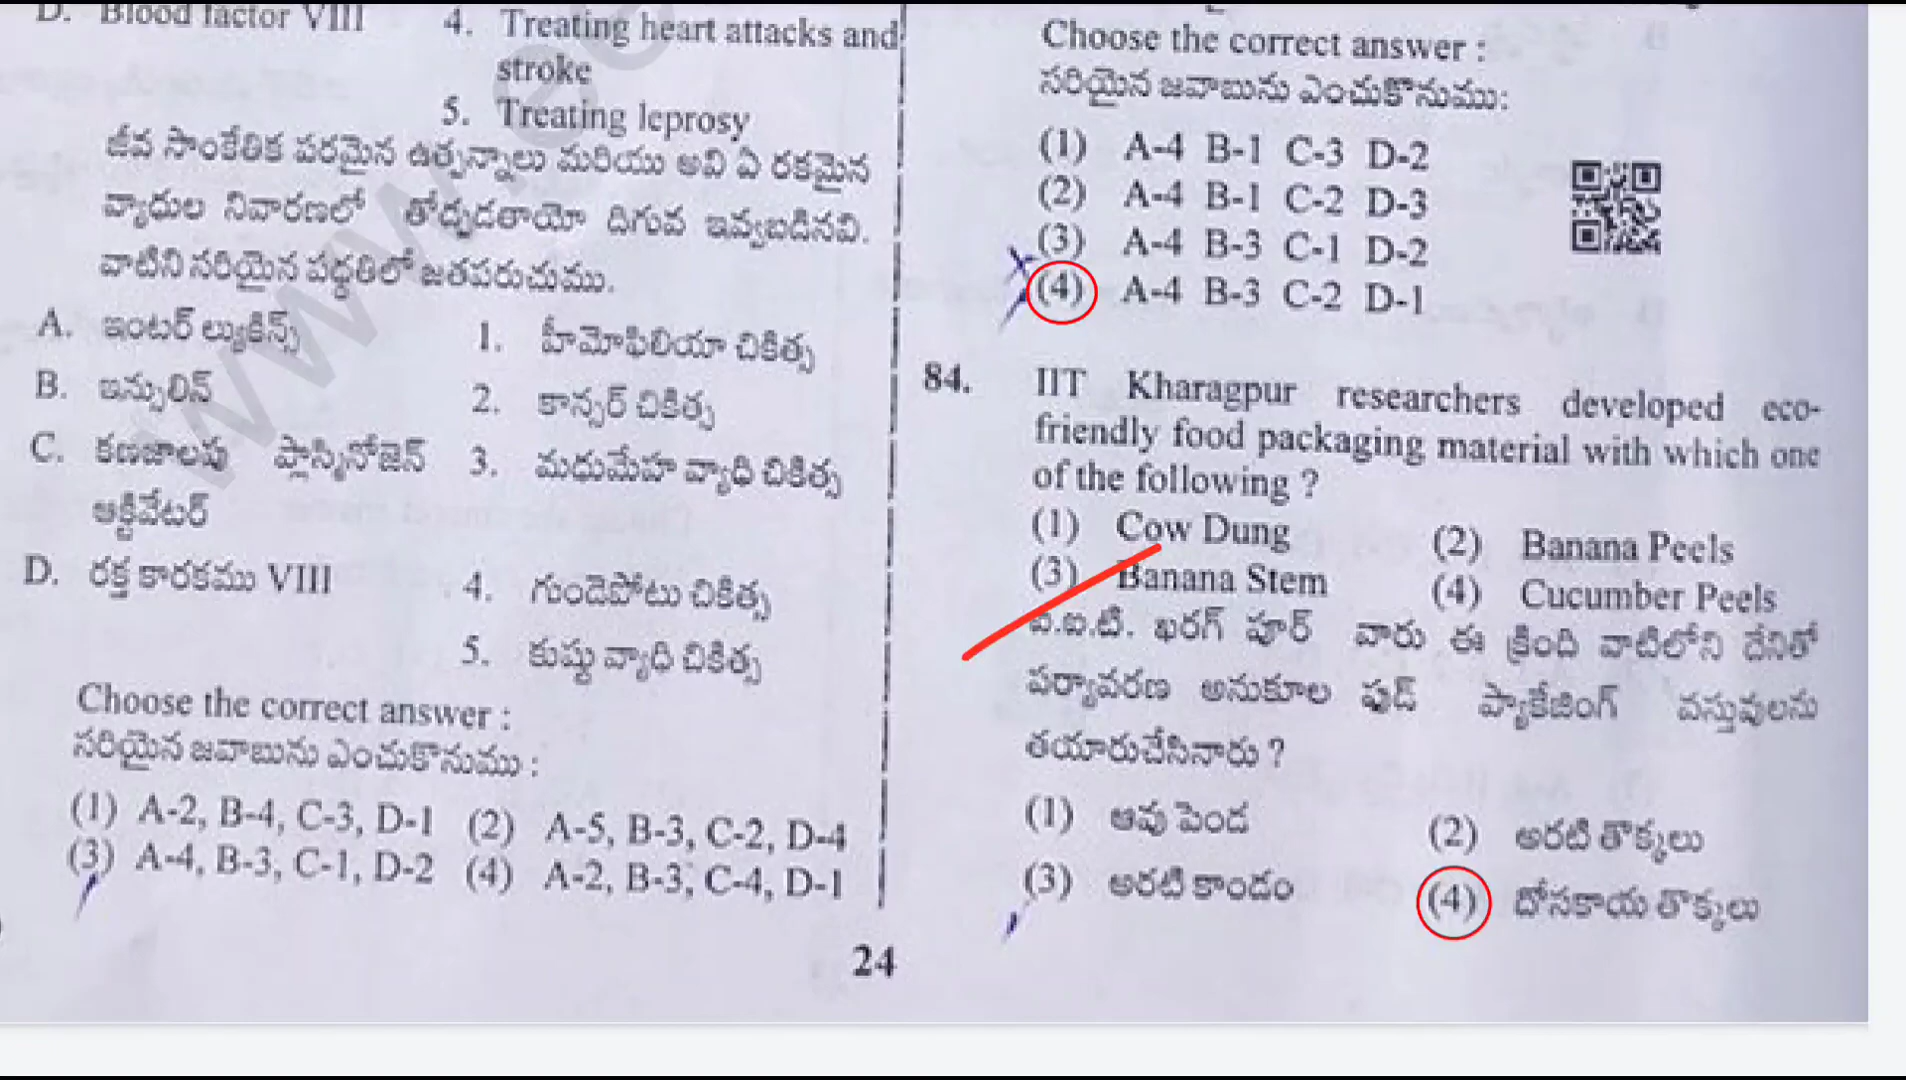 D. Blood factor VIII 4. Treating heart attacks and
stroke
5. Treating leprosy
జీవ సాంకేతిక పరమైన ఉత్పన్నాలు మరియు అవి ఏ రకమైన
వ్యాధుల నివారణలో తోడ్పడతాయో దిగువ ఇవ్వబడినవి.
వాటిని సరియైన పద్ధతిలో జతపరుచుము.
A. ఇంటర్ ల్యుకిన్స్ 1. హీమోఫిలియా చికిత్స
B. ఇన్సులిన్ 2. కాన్సర్ చికిత్స
C. కణజాలపు ప్లాస్మినోజెన్ 3. మధుమేహ వ్యాధి చికిత్స
ఆక్టివేటర్
D. రక్త కారకము VIII 4. గుండెపోటు చికిత్స
5. కుష్టు వ్యాధి చికిత్స
Choose the correct answer :
సరియైన జవాబును ఎంచుకొనుము :
(1) A-2, B-4, C-3, D-1 (2) A-5, B-3, C-2, D-4
(3) A-4, B-3, C-1, D-2 (4) A-2, B-3, C-4, D-1
Choose the correct answer :
సరియైన జవాబును ఎంచుకొనుము:
(1) A-4 B-1 C-3 D-2
(2) A-4 B-1 C-2 D-3
(3) A-4 B-3 C-1 D-2
(4) A-4 B-3 C-2 D-1
84. IIT Kharagpur researchers developed eco-
friendly food packaging material with which one
of the following ?
(1) Cow Dung (2) Banana Peels
(3) Banana Stem (4) Cucumber Peels
ఐ.ఐ.టి. ఖరగ్ పూర్ వారు ఈ క్రింది వాటిలోని దేనితో
పర్యావరణ అనుకూల ఫుడ్ ప్యాకేజింగ్ వస్తువులను
తయారుచేసినారు ?
(1) ఆవు పెండ (2) అరటి తొక్కలు
(3) అరటి కాండం (4) దోసకాయ తొక్కలు
24